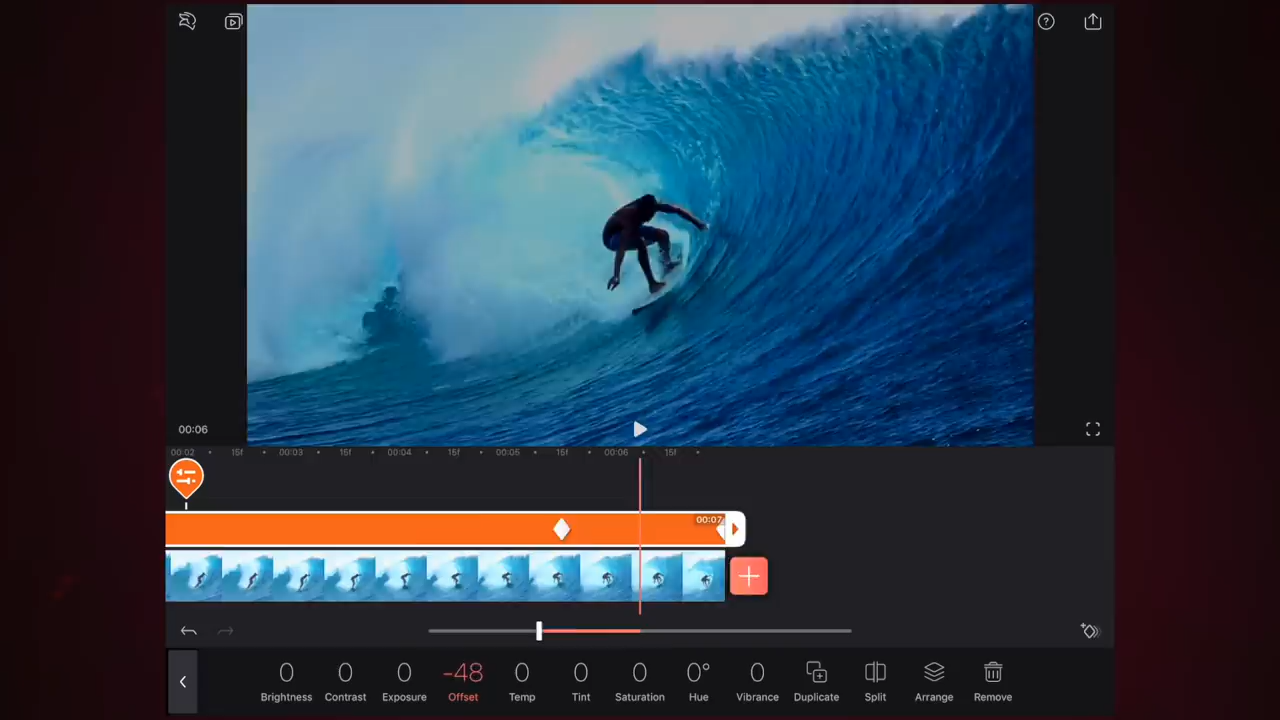 00:06
00:02 15f 00:03 15f 00:04 15f 00:05 15f 00:06 15f
00:07
0 0 0 -48 0 0 0 0° 0
Brightness Contrast Exposure Offset Temp Tint Saturation Hue Vibrance Duplicate Split Arrange Remove